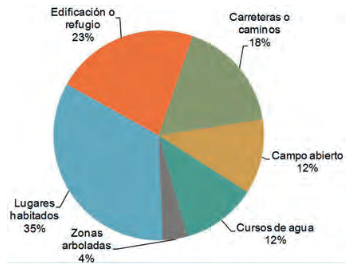 Edificación o
refugio
23%
Carreteras o
caminos
18%
Campo abierto
12%
Cursos de agua
12%
Zonas
arboladas
4%
Lugares
habitados
35%